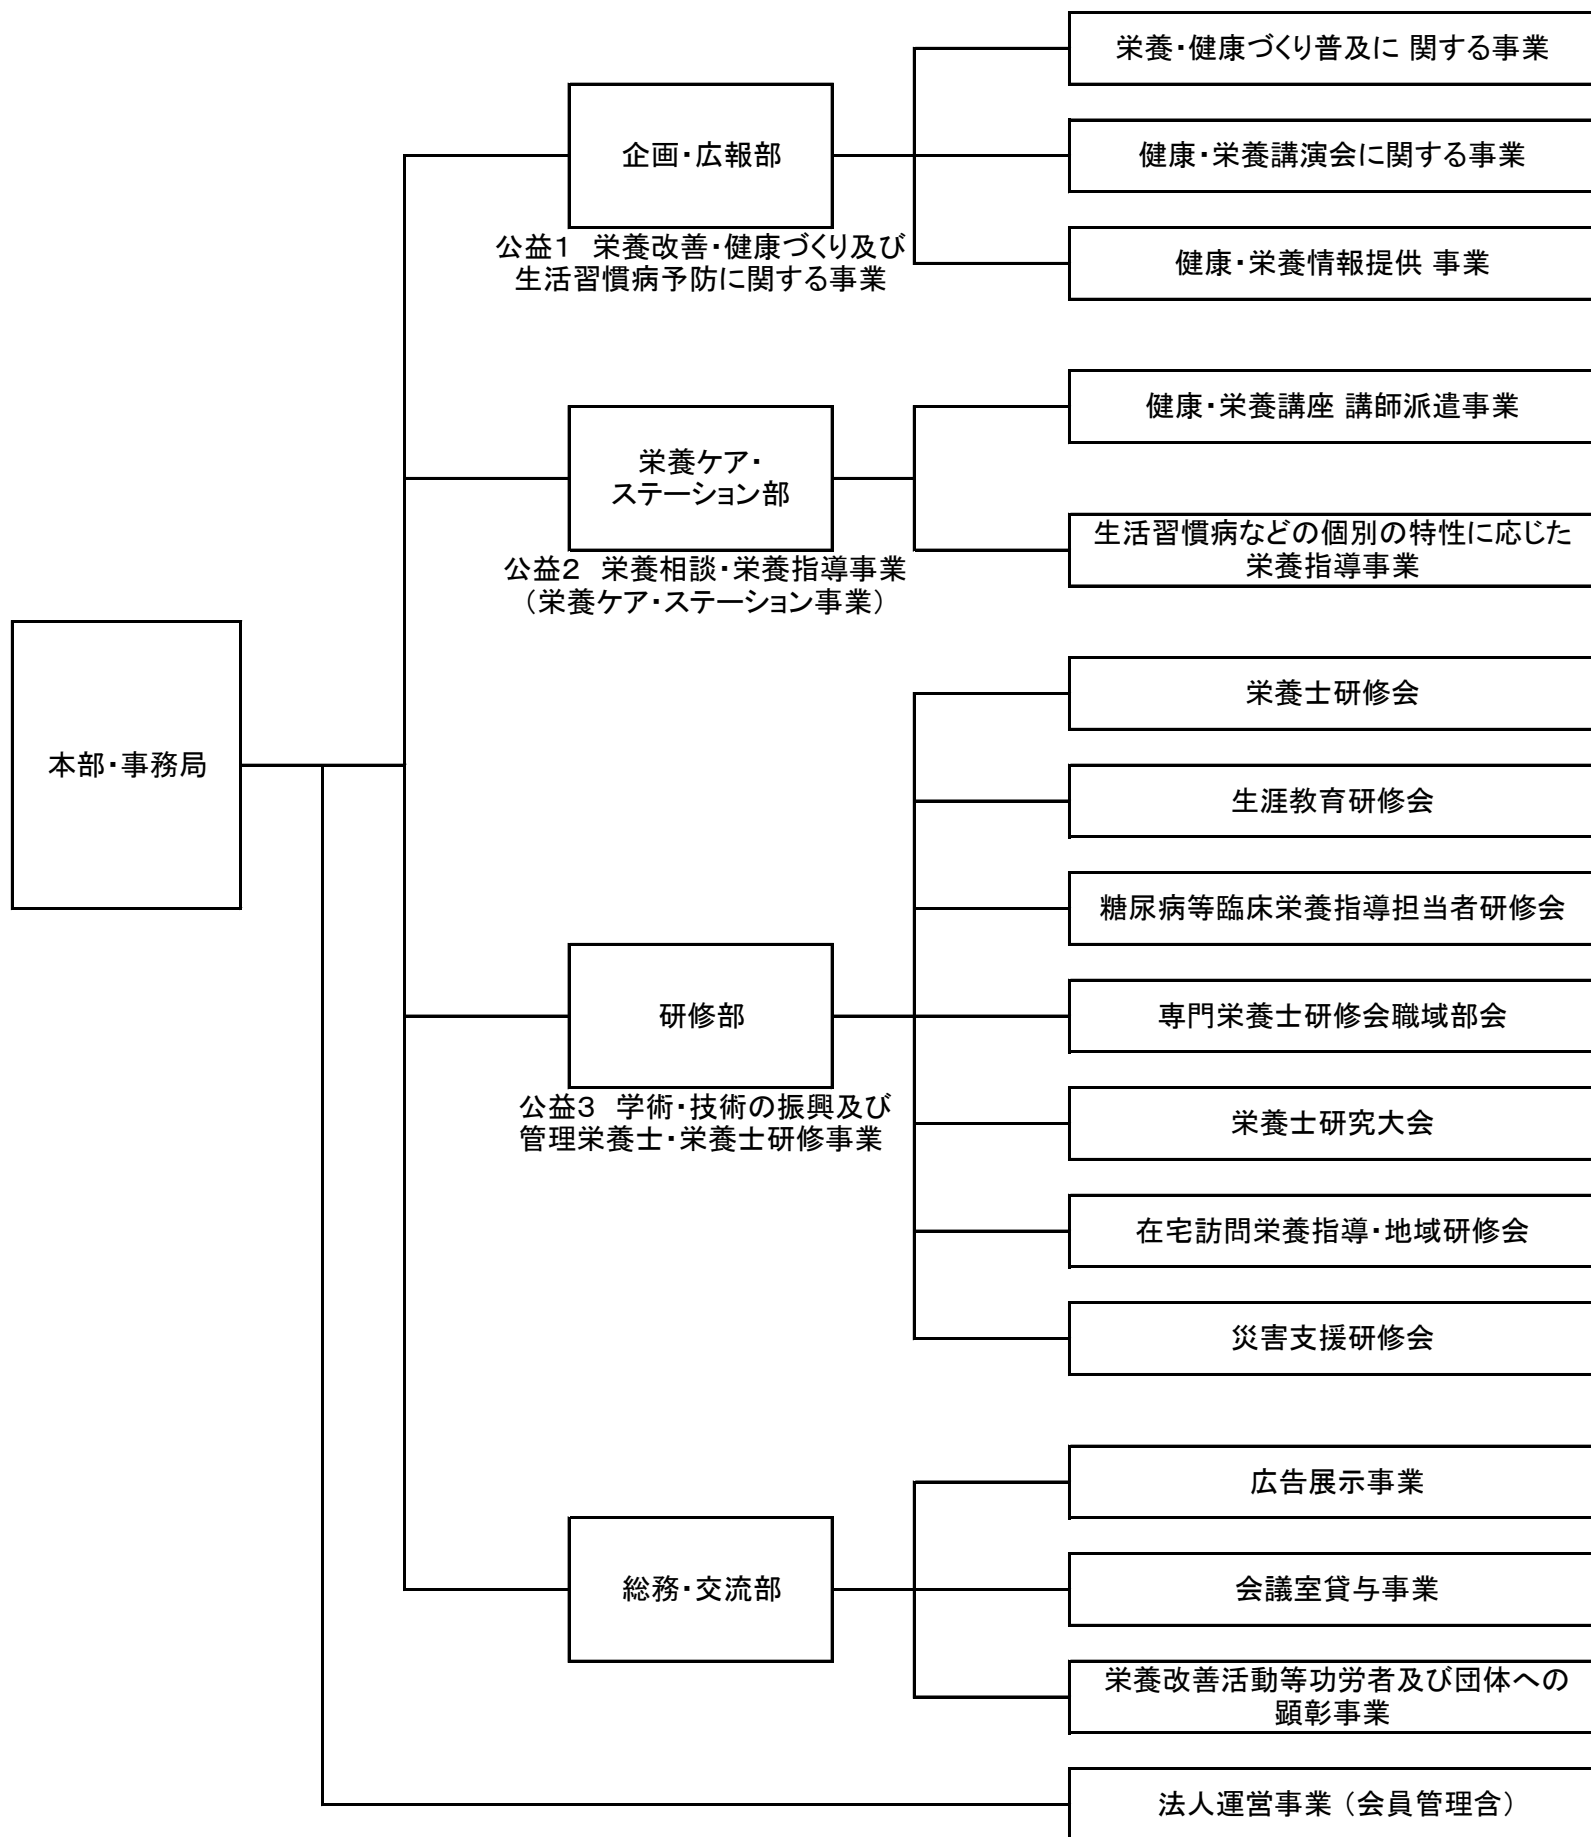 本部・事務局
企画・広報部
公益１　栄養改善・健康づくり及び
生活習慣病予防に関する事業
栄養・健康づくり普及に 関する事業
健康・栄養講演会に関する事業
健康・栄養情報提供 事業
栄養ケア・
ステーション部
公益２　栄養相談・栄養指導事業
（栄養ケア・ステーション事業）
健康・栄養講座 講師派遣事業
生活習慣病などの個別の特性に応じた
栄養指導事業
研修部
公益３　学術・技術の振興及び
管理栄養士・栄養士研修事業
栄養士研修会
生涯教育研修会
糖尿病等臨床栄養指導担当者研修会
専門栄養士研修会職域部会
栄養士研究大会
在宅訪問栄養指導・地域研修会
災害支援研修会
総務・交流部
広告展示事業
会議室貸与事業
栄養改善活動等功労者及び団体への
顕彰事業
法人運営事業（会員管理含）